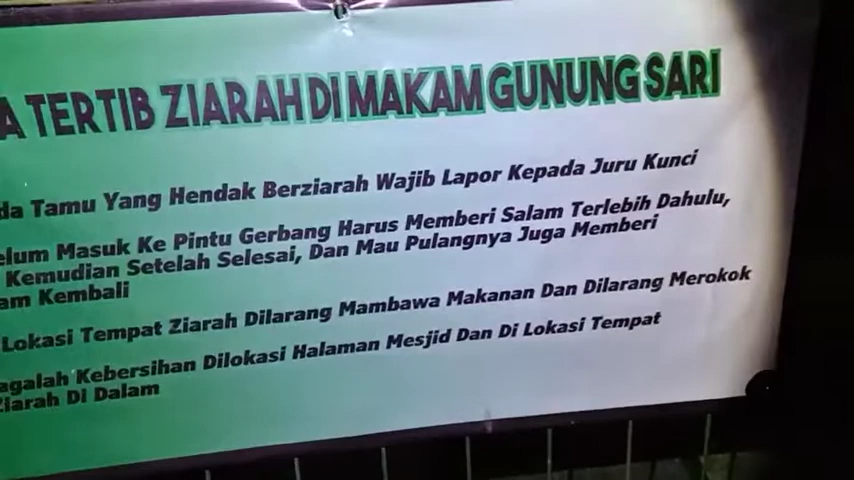 TERTIB ZIARAH DI MAKAM GUNUNG SARI
Tamu Yang Hendak Berziarah Wajib Lapor Kepada Juru Kunci
elum Masuk Ke Pintu Gerbang Harus Memberi Salam Terlebih Dahulu,
Kemudian Setelah Selesai, Dan Mau Pulangnya Juga Memberi
am Kembali
Lokasi Tempat Ziarah Dilarang Mambawa Makanan Dan Dilarang Merokok
agalah Kebersihan Dilokasi Halaman Mesjid Dan Di Lokasi Tempat
Ziarah Di Dalam